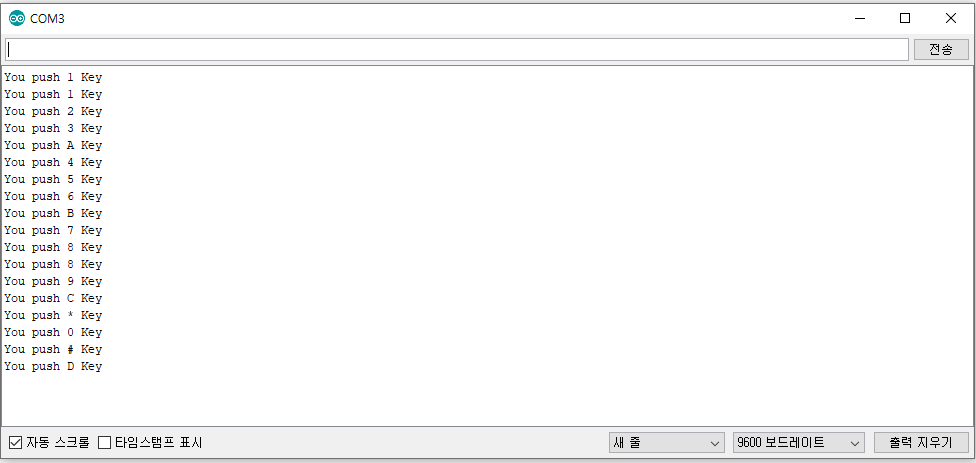 COM3
전송
You push 1 Key
You push 1 Key
You push 2 Key
You push 3 Key
You push A Key
You push 4 Key
You push 5 Key
You push 6 Key
You push B Key
You push 7 Key
You push 8 Key
You push 8 Key
You push 9 Key
You push C Key
You push * Key
You push 0 Key
You push # Key
You push D Key
자동 스크롤 타임스탬프 표시 새 줄 9600 보드레이트 출력 지우기